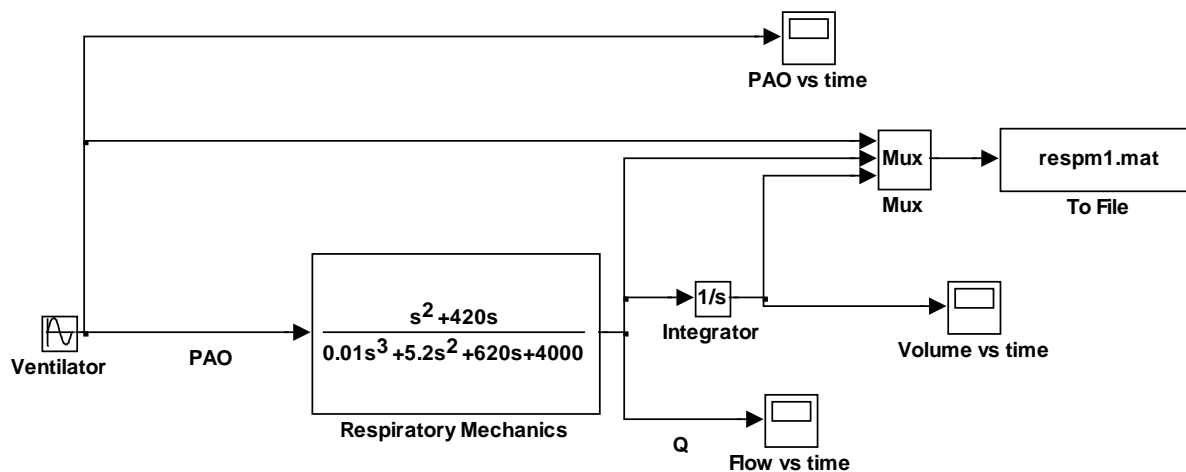 PAO vs time
Mux
Mux
respm1.mat
To File
s²+420s
0.01s³+5.2s²+620s+4000
Respiratory Mechanics
1/s
Integrator
Volume vs time
Ventilator
PAO
Q
Flow vs time